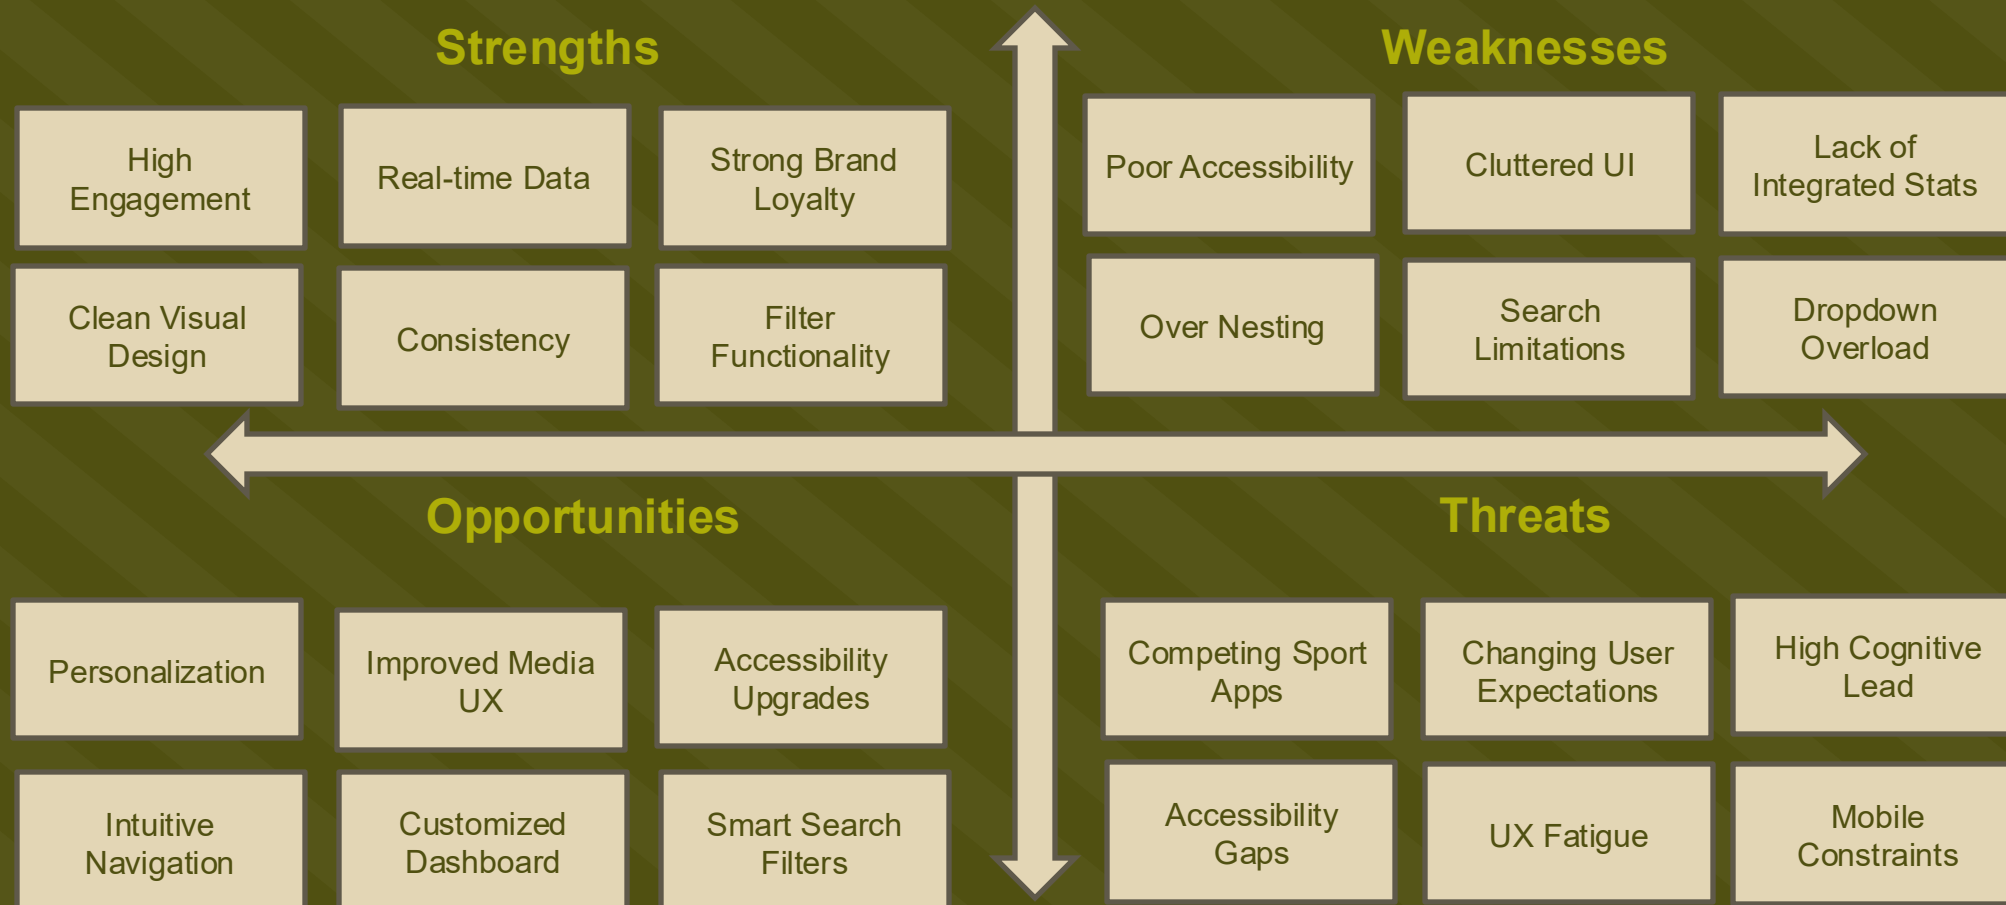 Strengths
High
Engagement
Real-time Data
Strong Brand
Loyalty
Clean Visual
Design
Consistency
Filter
Functionality
Weaknesses
Poor Accessibility
Cluttered UI
Lack of
Integrated Stats
Over Nesting
Search
Limitations
Dropdown
Overload
Opportunities
Personalization
Improved Media
UX
Accessibility
Upgrades
Intuitive
Navigation
Customized
Dashboard
Smart Search
Filters
Threats
Competing Sport
Apps
Changing User
Expectations
High Cognitive
Lead
Accessibility
Gaps
UX Fatigue
Mobile
Constraints